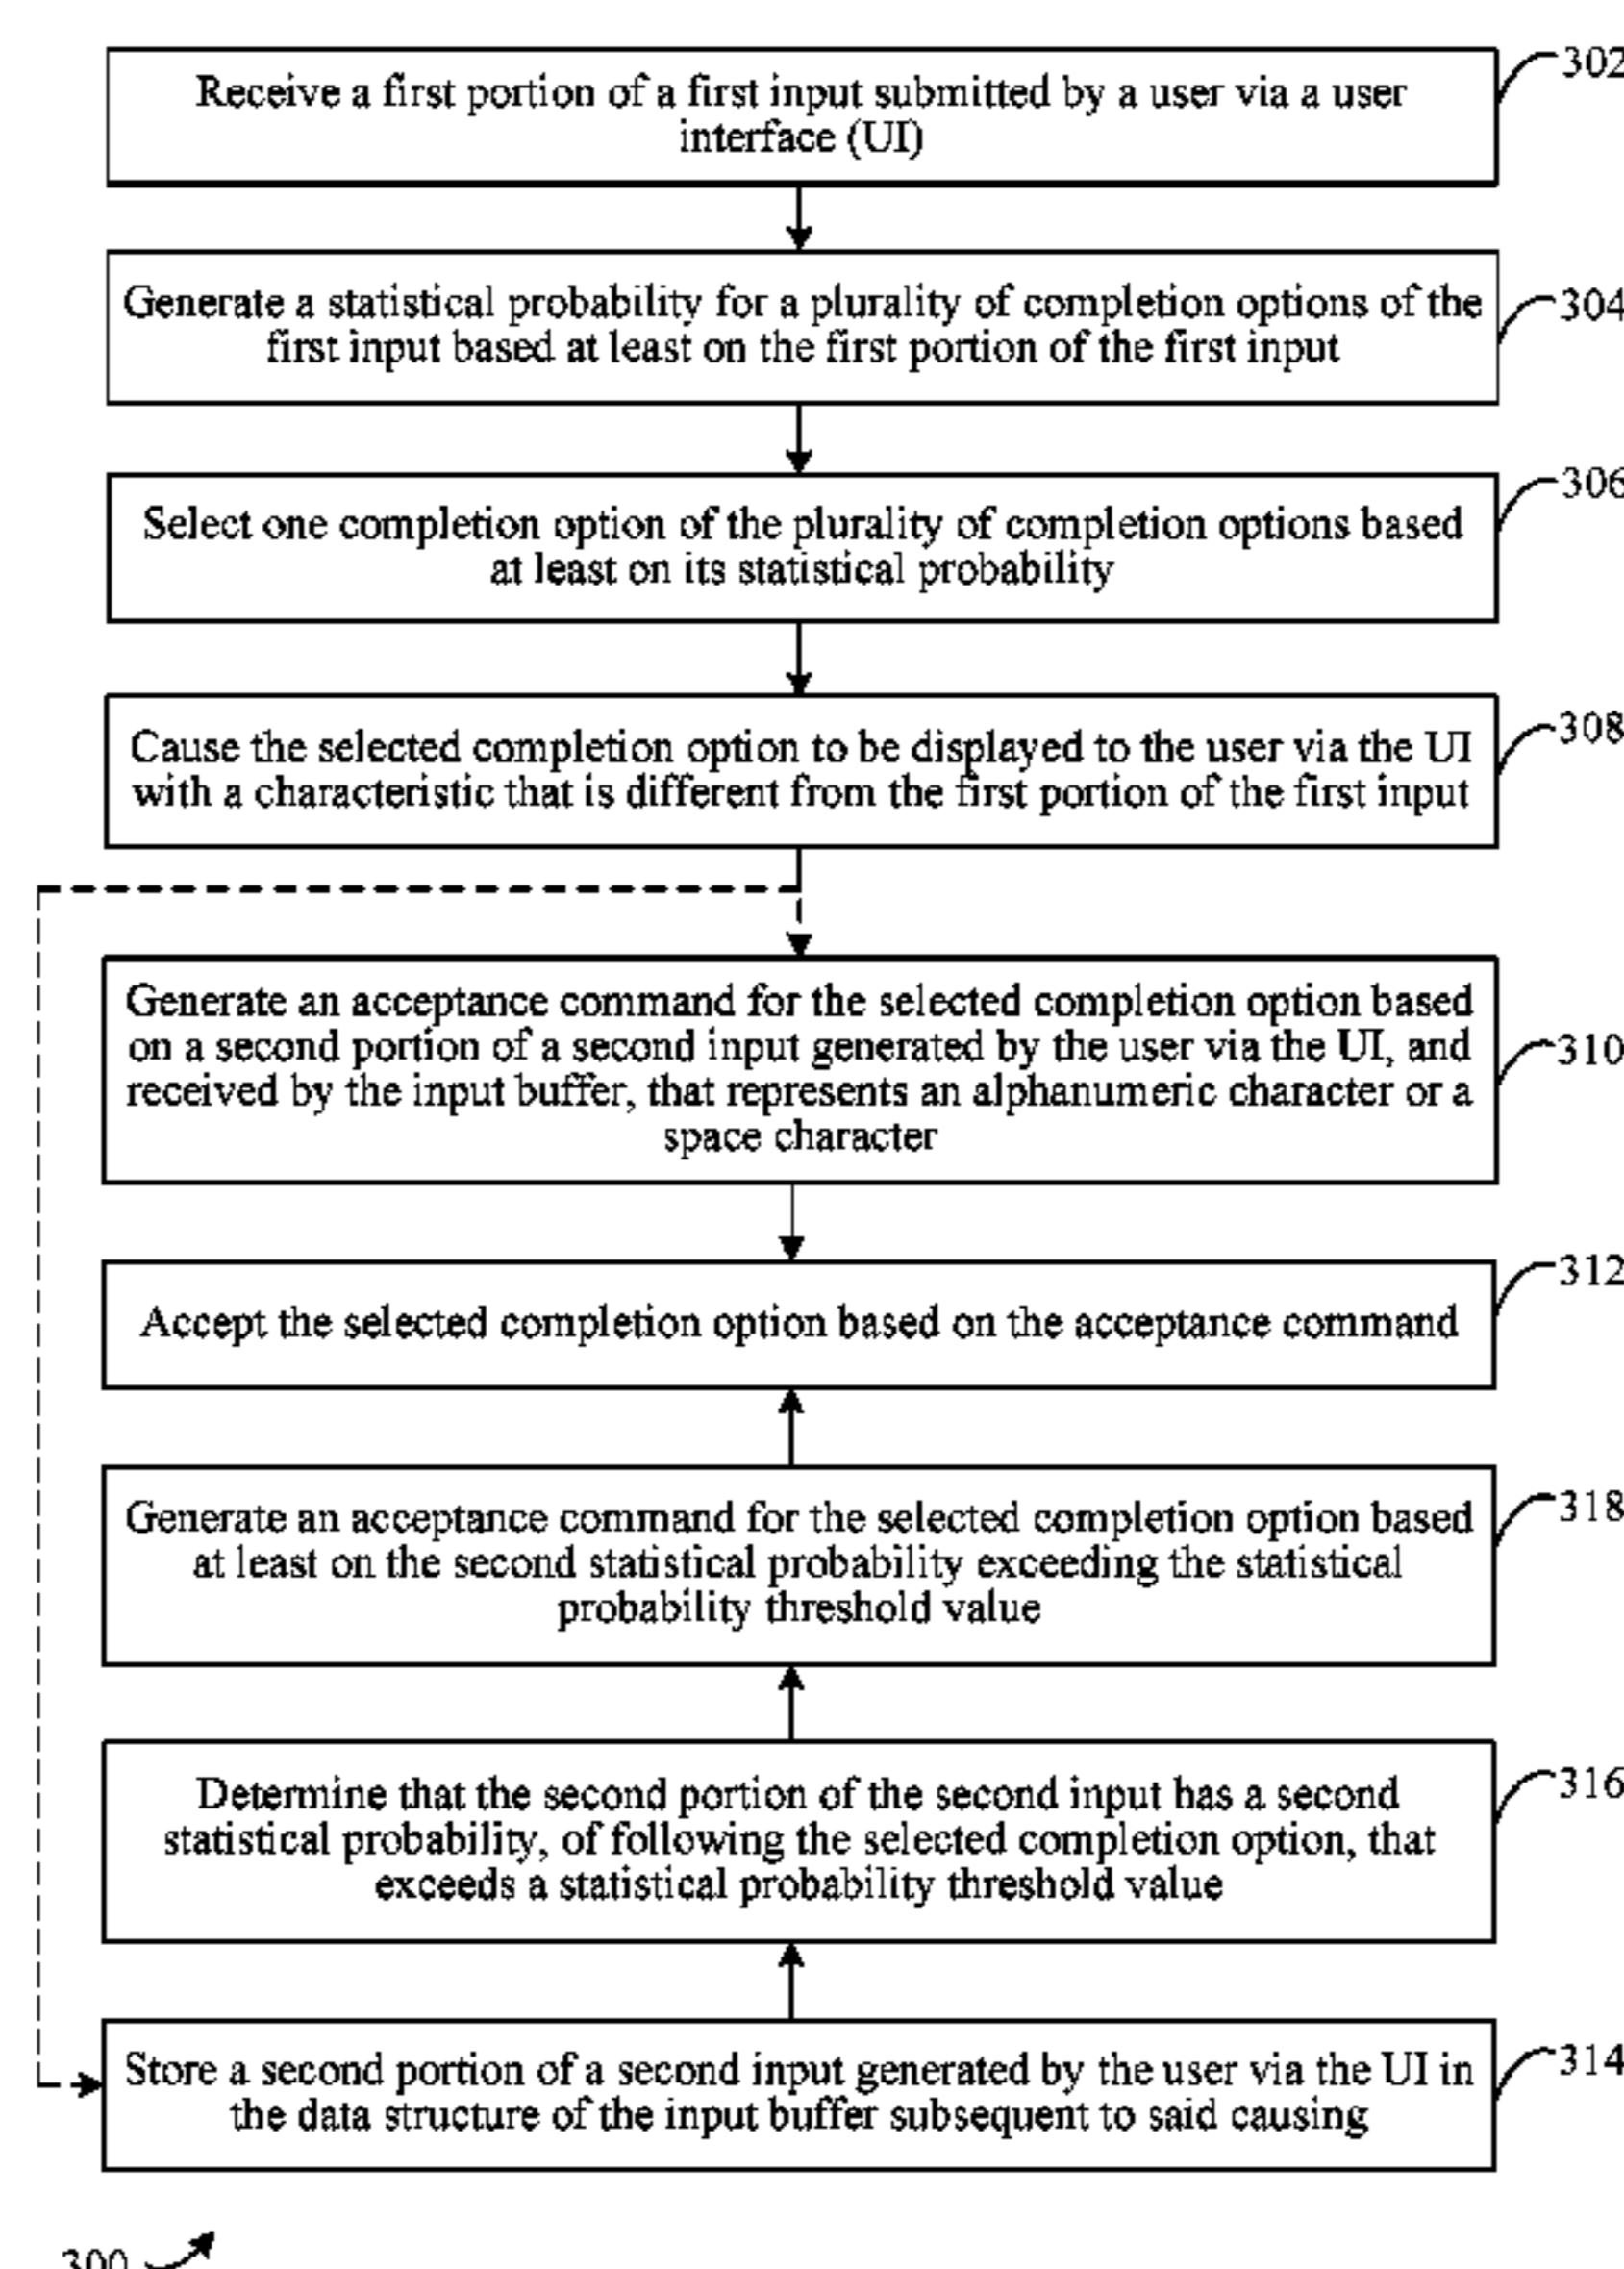 302
Receive a first portion of a first input submitted by a user via a user
interface (UI)
304
Generate a statistical probability for a plurality of completion options of the
first input based at least on the first portion of the first input
306
Select one completion option of the plurality of completion options based
at least on its statistical probability
308
Cause the selected completion option to be displayed to the user via the UI
with a characteristic that is different from the first portion of the first input
310
Generate an acceptance command for the selected completion option based
on a second portion of a second input generated by the user via the UI, and
received by the input buffer, that represents an alphanumeric character or a
space character
312
Accept the selected completion option based on the acceptance command
318
Generate an acceptance command for the selected completion option based
at least on the second statistical probability exceeding the statistical
probability threshold value
316
Determine that the second portion of the second input has a second
statistical probability, of following the selected completion option, that
exceeds a statistical probability threshold value
314
Store a second portion of a second input generated by the user via the UI in
the data structure of the input buffer subsequent to said causing
300